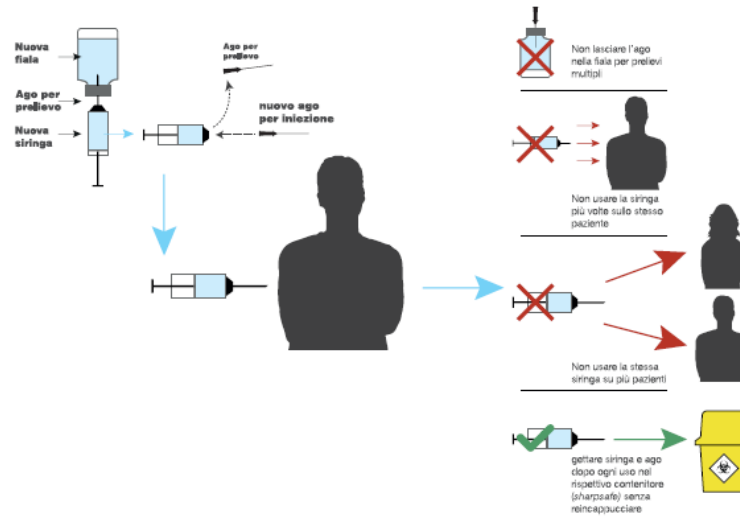 Nuova
fiala
Ago per
prelievo
Nuova
siringa
Ago per
prelievo
nuovo ago
per iniezione
Non lasciare l'ago
nella fiala per prelievi
multipli
Non usare la siringa
più volte sullo stesso
paziente
Non usare la stessa
siringa su più pazienti
gettare siringa e ago
dopo ogni uso nel
rispettivo contenitore
(sharpsafe) senza
reincappucciare